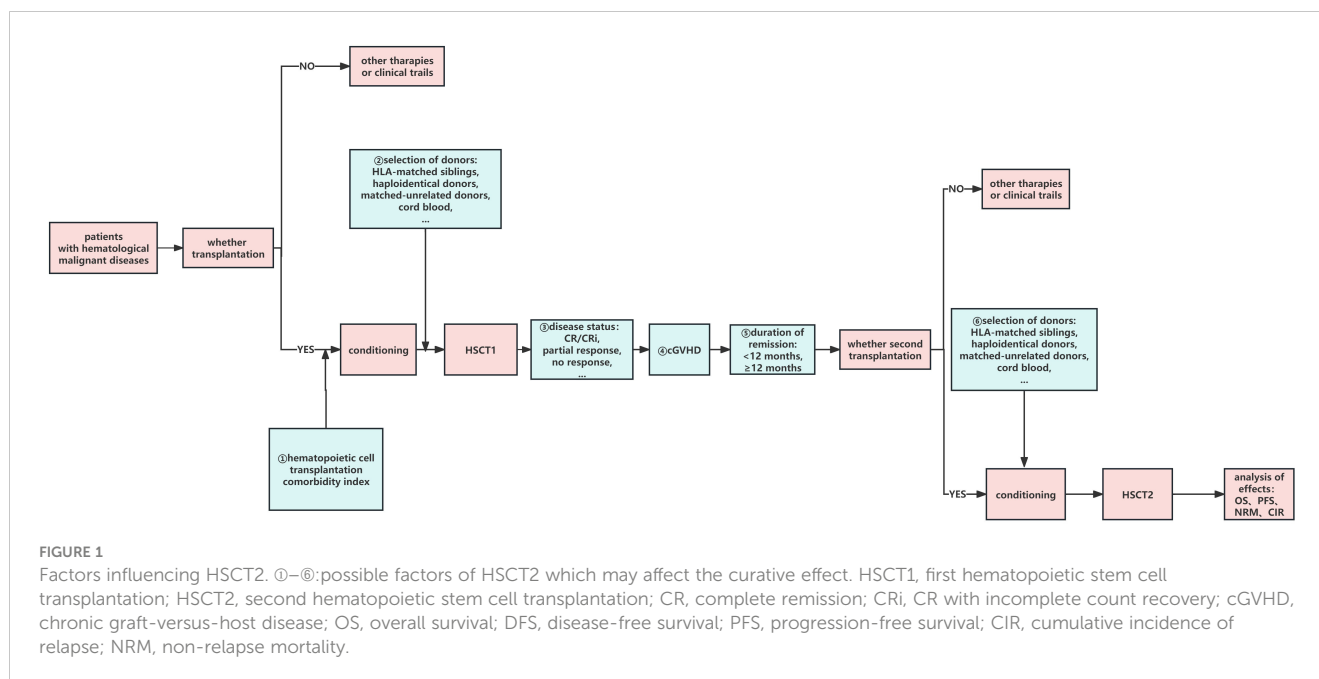 NO
other therapies
or clinical trails
②selection of donors:
HLA-matched siblings,
haploidentical donors,
matched-unrelated donors,
cord blood,
...
patients
with hematological
malignant diseases
whether
transplantation
YES
conditioning
HSCT1
③disease status:
CR/CRi,
partial response,
no response,
...
④cGVHD
⑤duration of
remission:
<12 months,
≥12 months
whether second
transplantation
①hematopoietic cell
transplantation
comorbidity index
NO
other therapies
or clinical trails
⑥selection of donors:
HLA-matched siblings,
haploidentical donors,
matched-unrelated donors,
cord blood,
...
YES
conditioning
HSCT2
analysis of
effects:
OS、PFS、
NRM、CIR
FIGURE 1
Factors influencing HSCT2. ①–⑥:possible factors of HSCT2 which may affect the curative effect. HSCT1, first hematopoietic stem cell
transplantation; HSCT2, second hematopoietic stem cell transplantation; CR, complete remission; CRi, CR with incomplete count recovery; cGVHD,
chronic graft-versus-host disease; OS, overall survival; DFS, disease-free survival; PFS, progression-free survival; CIR, cumulative incidence of
relapse; NRM, non-relapse mortality.